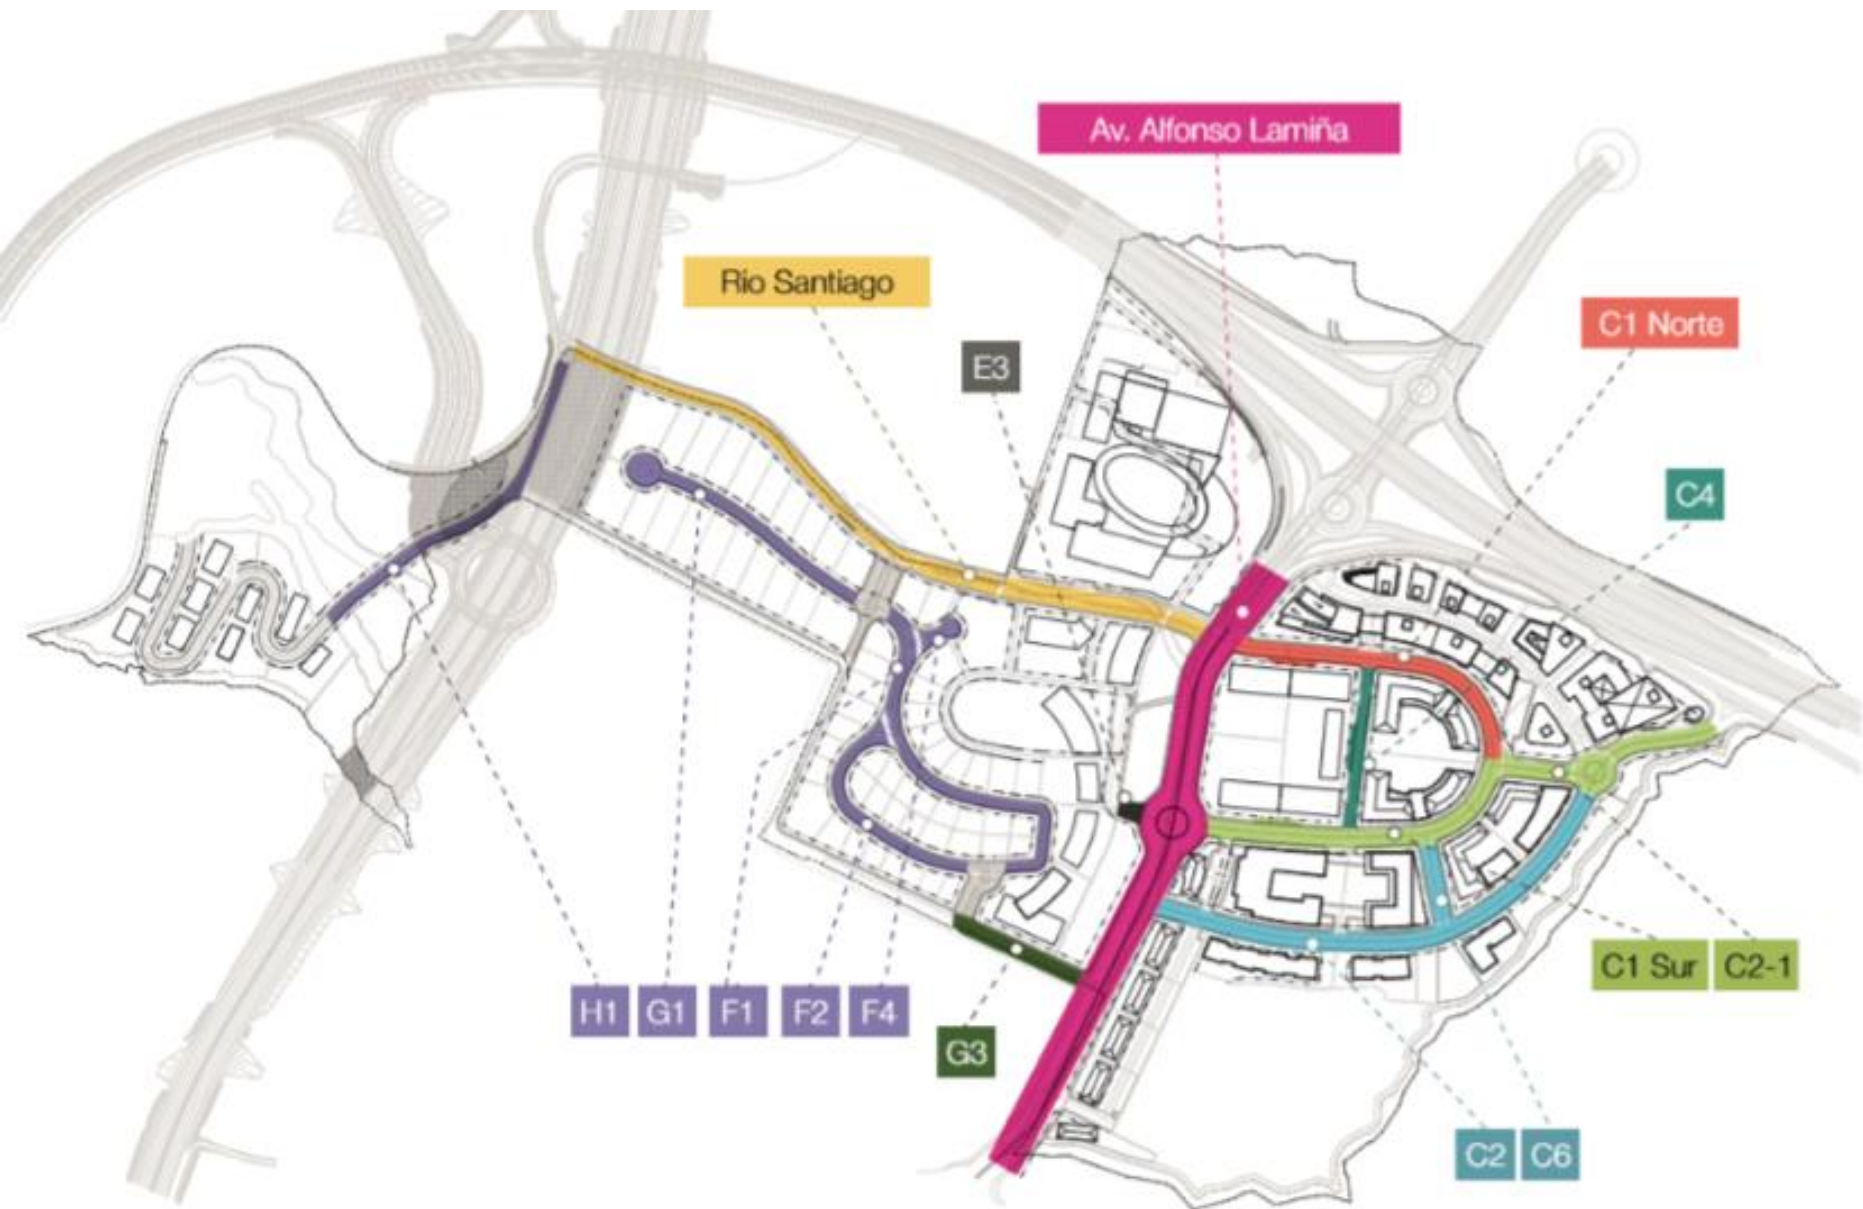 Av. Alfonso Lamiña
Rio Santiago
C1 Norte
E3
C4
C1 Sur
C2-1
H1
G1
F1
F2
F4
G3
C2
C6